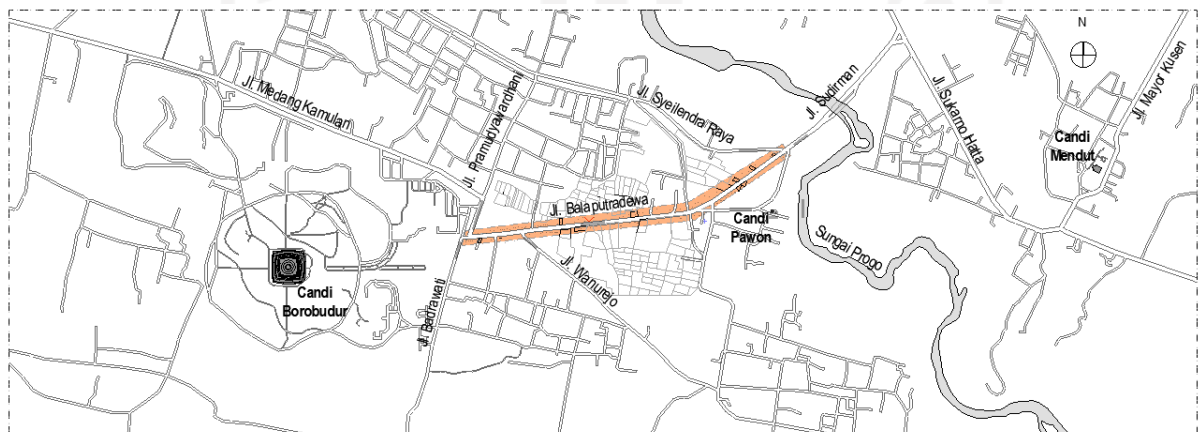 N
Jl. Medang Kamulan
Jl. Pramudyawardhani
Jl. Syeilendra Raya
Jl. Sudirman
Jl. Sukarno Hatta
Jl. Mayor Kusen
Candi
Mendut
Jl. Balaputradewa
Candi
Pawon
Sungai Progo
Jl. Wanurejo
Candi
Borobudur
Jl. Badrawati